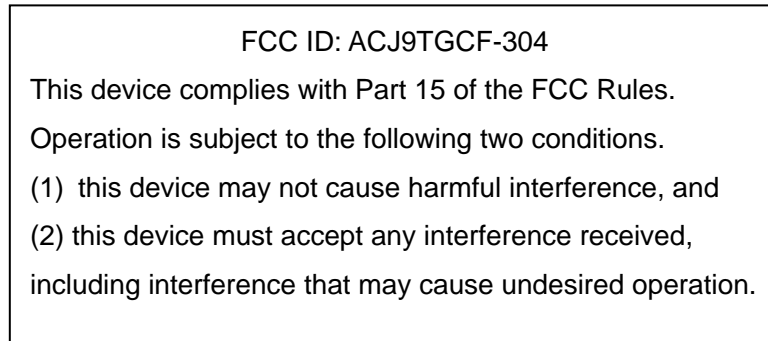 FCC ID: ACJ9TGCF-304
This device complies with Part 15 of the FCC Rules.
Operation is subject to the following two conditions.
(1) this device may not cause harmful interference, and
(2) this device must accept any interference received,
including interference that may cause undesired operation.